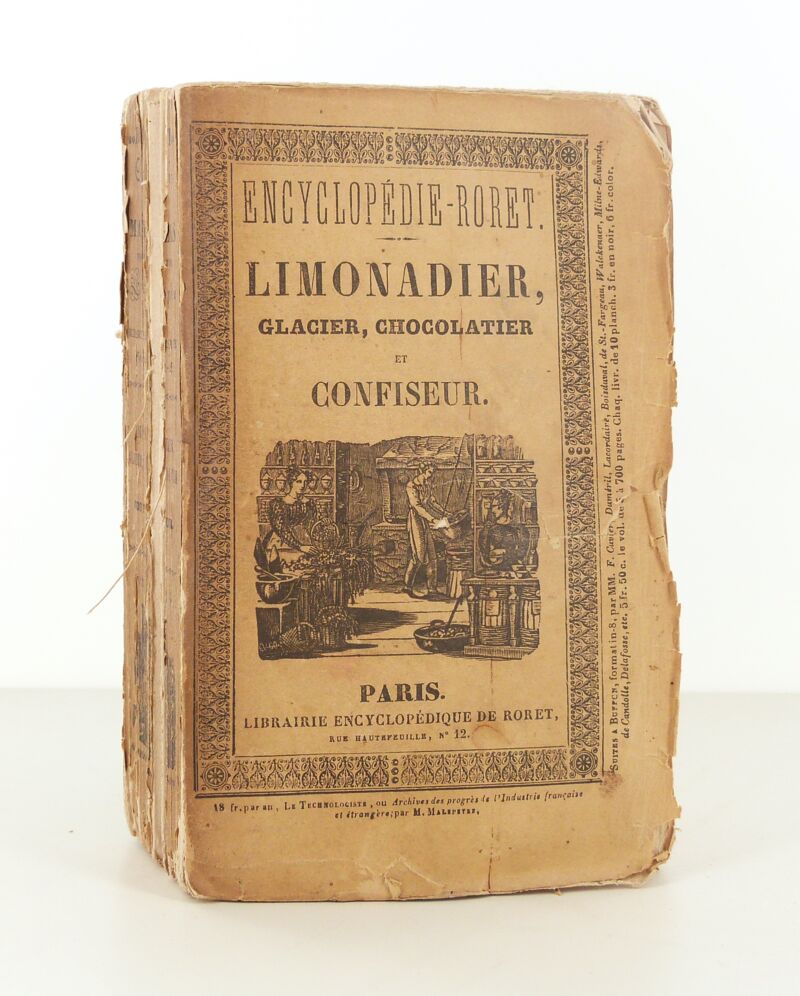 ENCYCLOPÉDIE-RORET.
LIMONADIER,
GLACIER, CHOCOLATIER
ET
CONFISEUR.
PARIS.
LIBRAIRIE ENCYCLOPÉDIQUE DE RORET,
RUE HAUTEFEUILLE, N° 12.
18 fr. par an, LE TECHNOLOGISTE, ou Archives des progrès de l'Industrie française
et étrangère; par M. MALEPEYRE,
SUITES A BUFFON, format in-8, par MM. F. Cuvier, Duméril, Lacordaire, Boisduval, de St.-Fargeau, Walckenaer, Milne-Edwards,
de Candolle, Delafosse, etc. 5 fr. 50 c. le vol. de à 700 pages. Chaq. livr. de 10 planch. 3 fr. en noir, 6 fr. color.